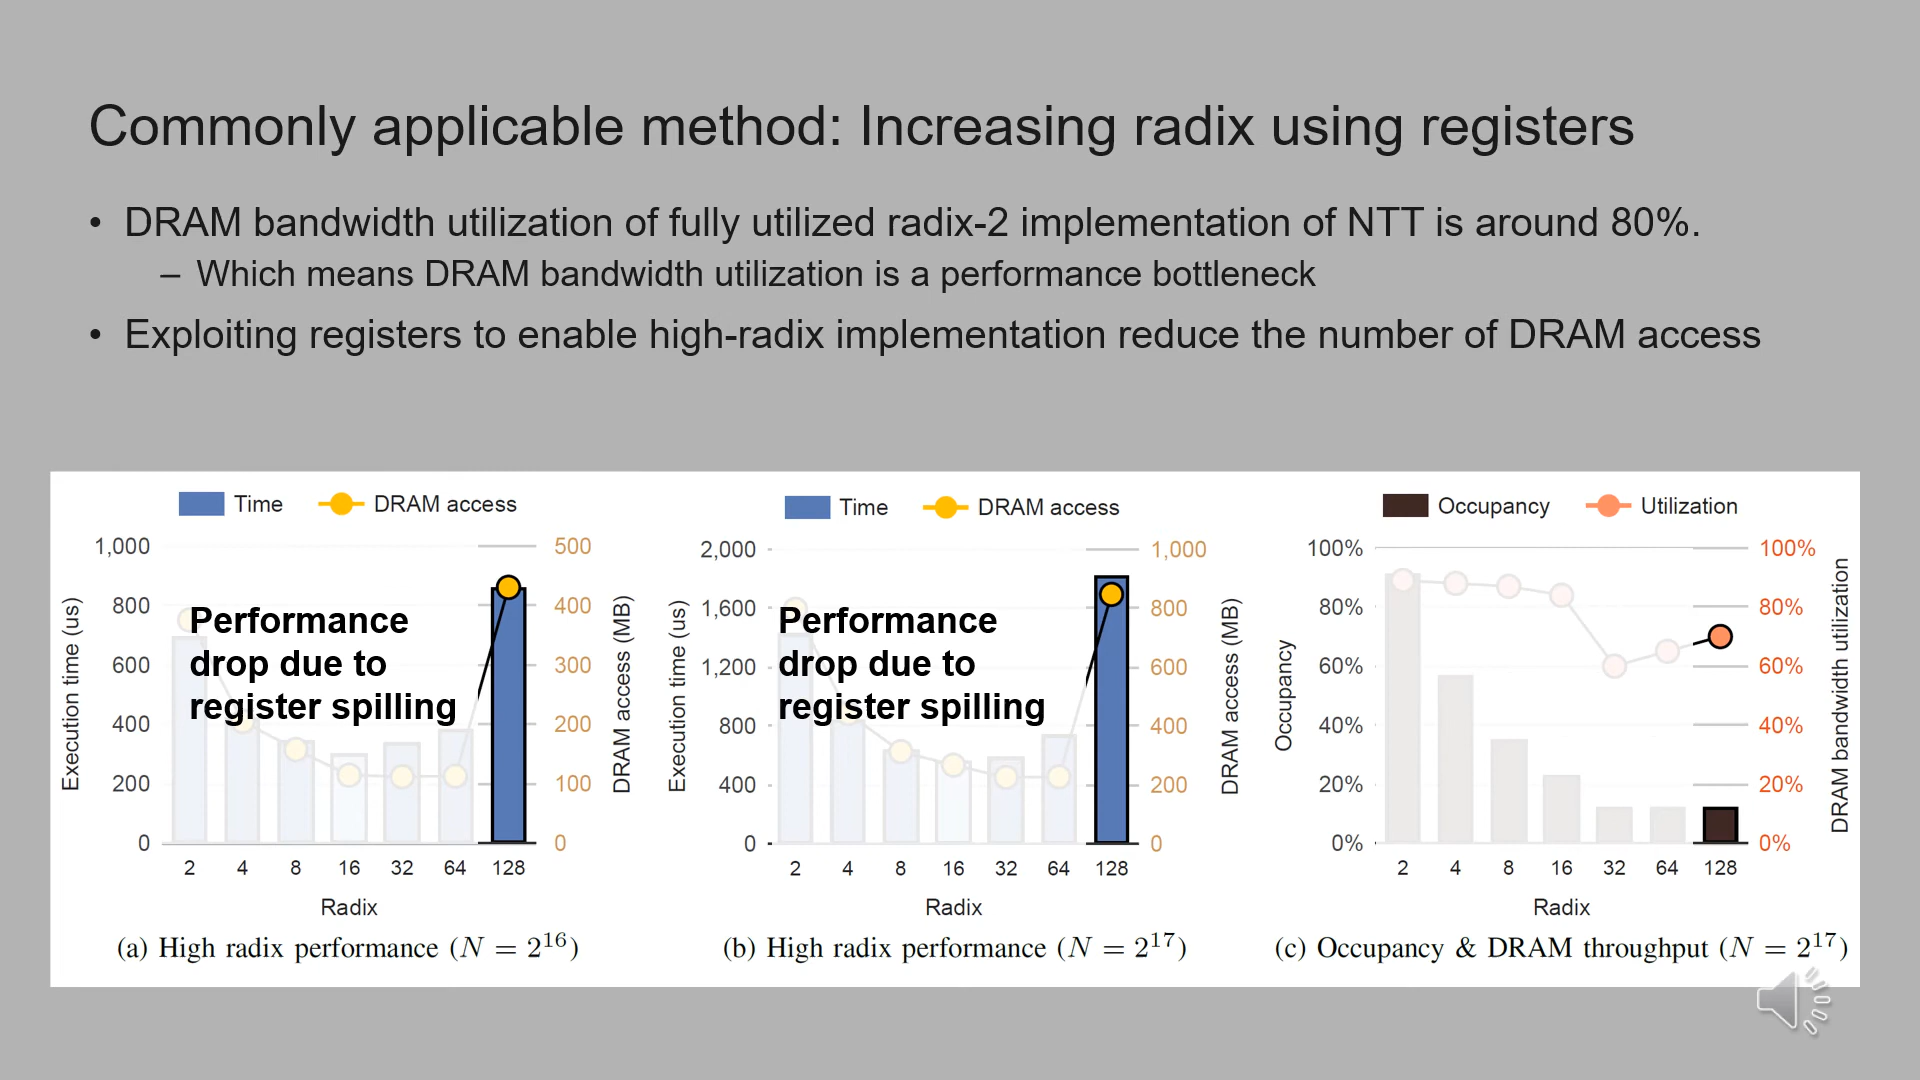 Commonly applicable method: Increasing radix using registers
• DRAM bandwidth utilization of fully utilized radix-2 implementation of NTT is around 80%.
– Which means DRAM bandwidth utilization is a performance bottleneck
• Exploiting registers to enable high-radix implementation reduce the number of DRAM access
Time DRAM access
1,000
800
600
400
200
0
Execution time (us)
500
400
300
200
100
0
DRAM access (MB)
Performance
drop due to
register spilling
2 4 8 16 32 64 128
Radix
(a) High radix performance (N = 2^16)
Time DRAM access
2,000
1,600
1,200
800
400
0
Execution time (us)
1,000
800
600
400
200
0
DRAM access (MB)
Performance
drop due to
register spilling
2 4 8 16 32 64 128
Radix
(b) High radix performance (N = 2^17)
Occupancy Utilization
100%
80%
60%
40%
20%
0%
Occupancy
100%
80%
60%
40%
20%
0%
DRAM bandwidth utilization
2 4 8 16 32 64 128
Radix
(c) Occupancy & DRAM throughput (N = 2^17)